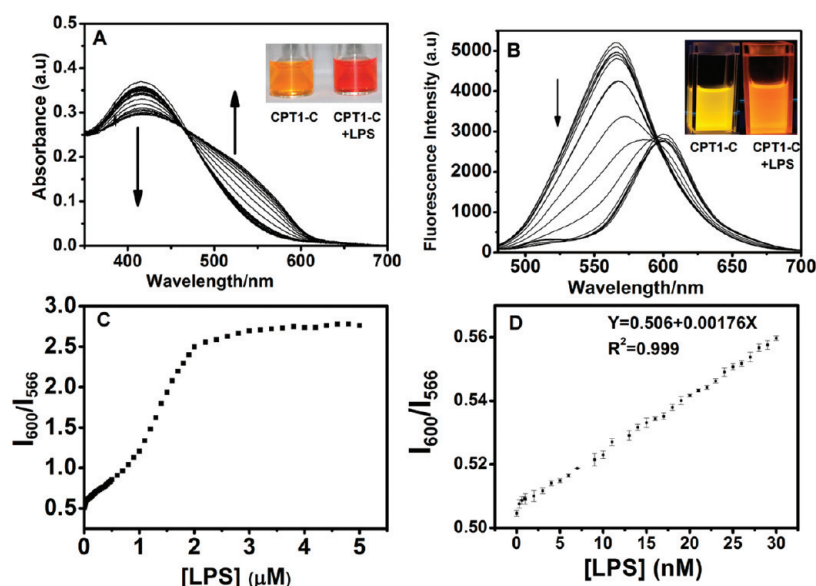 A
Absorbance (a.u)
0.5
0.4
0.3
0.2
0.1
0.0
400
500
600
700
Wavelength/nm
CPT1-C
CPT1-C
+LPS
B
Fluorescence Intensity (a.u)
5000
4000
3000
2000
1000
0
500
550
600
650
700
Wavelength/nm
CPT1-C
CPT1-C
+LPS
C
I600/I566
3.0
2.5
2.0
1.5
1.0
0.5
0
1
2
3
4
5
[LPS] (μM)
D
Y=0.506+0.00176X
R²=0.999
I600/I566
0.56
0.54
0.52
0.50
0
5
10
15
20
25
30
[LPS] (nM)